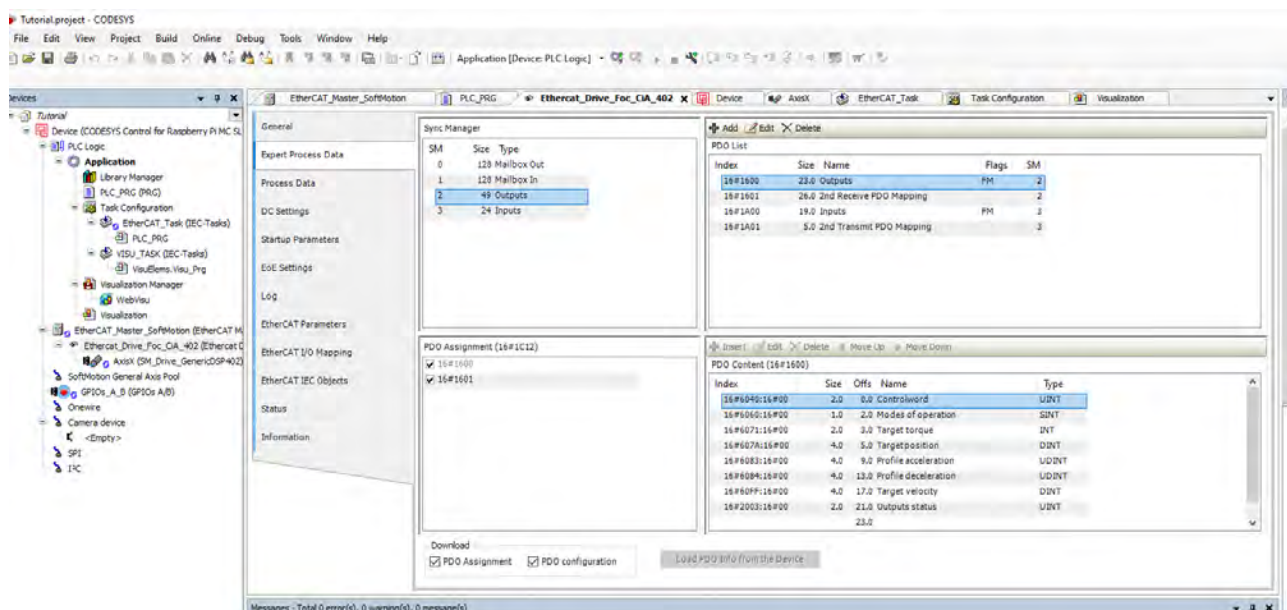 Tutorial.project - CODESYS
File Edit View Project Build Online Debug Tools Window Help
Application [Device: PLC Logic]
Devices
EtherCAT_Master_SoftMotion PLC_PRG Ethercat_Drive_Foc_CiA_402 X Device AxisX EtherCAT_Task Task Configuration Visualization
Tutorial
Device (CODESYS Control for Raspberry Pi MC SL
PLC Logic
Application
Library Manager
PLC_PRG (PRG)
Task Configuration
EtherCAT_Task (IEC-Tasks)
PLC_PRG
VISU_TASK (IEC-Tasks)
VisuElems.Visu_Prg
Visualization Manager
WebVisu
Visualization
EtherCAT_Master_SoftMotion (EtherCAT M
Ethercat_Drive_Foc_CiA_402 (Ethercat D
AxisX (SM_Drive_GenericDSP402)
SoftMotion General Axis Pool
GPIOs_A_B (GPIOs A/B)
Onewire
Camera device
<Empty>
SPI
I²C
General
Expert Process Data
Process Data
DC Settings
Startup Parameters
EoE Settings
Log
EtherCAT Parameters
EtherCAT I/O Mapping
EtherCAT IEC Objects
Status
Information
Sync Manager
SM Size Type
0 128 Mailbox Out
1 128 Mailbox In
2 49 Outputs
3 24 Inputs
Add Edit Delete
PDO List
Index Size Name Flags SM
16#1600 23.0 Outputs FM 2
16#1601 26.0 2nd Receive PDO Mapping 2
16#1A00 19.0 Inputs FM 3
16#1A01 5.0 2nd Transmit PDO Mapping 3
PDO Assignment (16#1C12)
16#1600
16#1601
Insert Edit Delete Move Up Move Down
PDO Content (16#1600)
Index Size Offs Name Type
16#6040:16#00 2.0 0.0 Controlword UINT
16#6060:16#00 1.0 2.0 Modes of operation SINT
16#6071:16#00 2.0 3.0 Target torque INT
16#607A:16#00 4.0 5.0 Targetposition DINT
16#6083:16#00 4.0 9.0 Profile acceleration UDINT
16#6084:16#00 4.0 13.0 Profile deceleration UDINT
16#60FF:16#00 4.0 17.0 Target velocity DINT
16#2003:16#00 2.0 21.0 Outputs status UINT
23.0
Download
PDO Assignment PDO configuration
Load PDO Info from the Device
Messages - Total 0 error(s), 0 warning(s), 0 message(s)